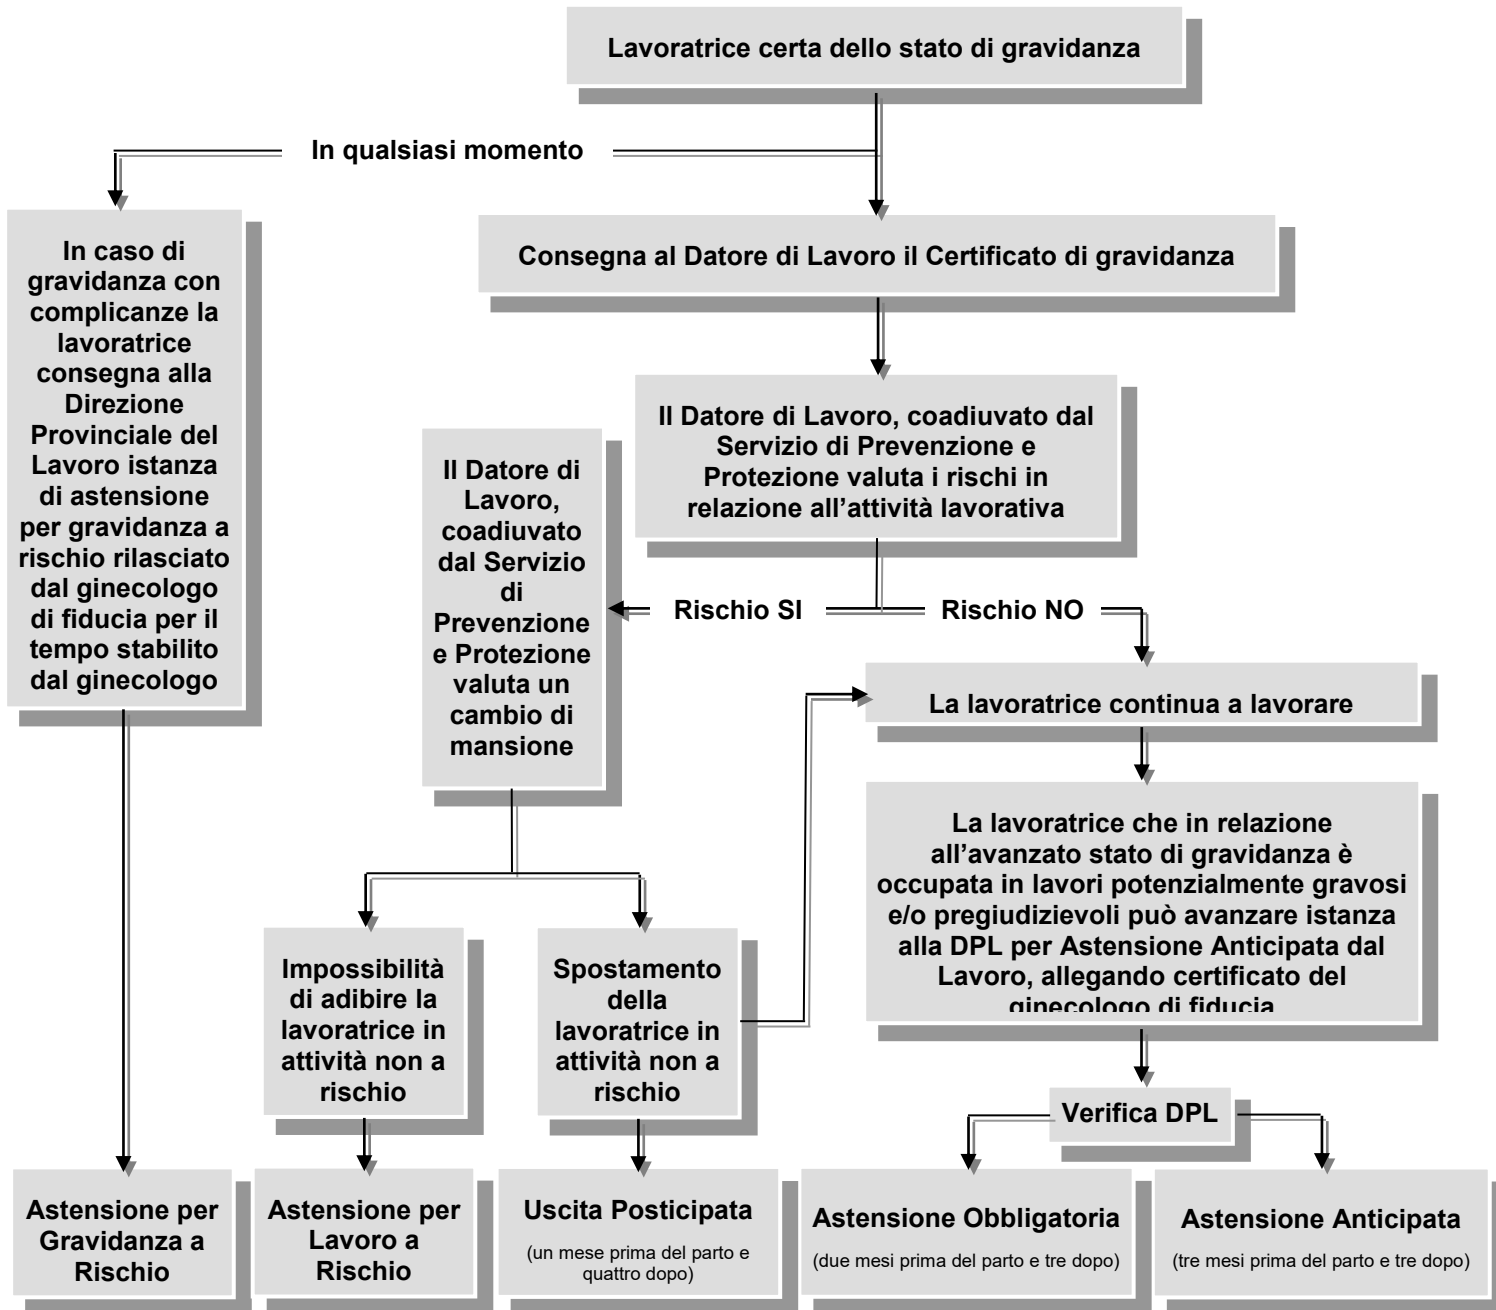 Lavoratrice certa dello stato di gravidanza
In qualsiasi momento
In caso di
gravidanza con
complicanze la
lavoratrice
consegna alla
Direzione
Provinciale del
Lavoro istanza
di astensione
per gravidanza a
rischio rilasciato
dal ginecologo
di fiducia per il
tempo stabilito
dal ginecologo
Consegna al Datore di Lavoro il Certificato di gravidanza
Il Datore di Lavoro, coadiuvato dal
Servizio di Prevenzione e
Protezione valuta i rischi in
relazione all’attività lavorativa
Il Datore di
Lavoro,
coadiuvato
dal Servizio
di
Prevenzione
e Protezione
valuta un
cambio di
mansione
Rischio SI
Rischio NO
La lavoratrice continua a lavorare
La lavoratrice che in relazione
all’avanzato stato di gravidanza è
occupata in lavori potenzialmente gravosi
e/o pregiudizievoli può avanzare istanza
alla DPL per Astensione Anticipata dal
Lavoro, allegando certificato del
ginecologo di fiducia
Impossibilità
di adibire la
lavoratrice in
attività non a
rischio
Spostamento
della
lavoratrice in
attività non a
rischio
Verifica DPL
Astensione per
Gravidanza a
Rischio
Astensione per
Lavoro a
Rischio
Uscita Posticipata
(un mese prima del parto e
quattro dopo)
Astensione Obbligatoria
(due mesi prima del parto e tre dopo)
Astensione Anticipata
(tre mesi prima del parto e tre dopo)